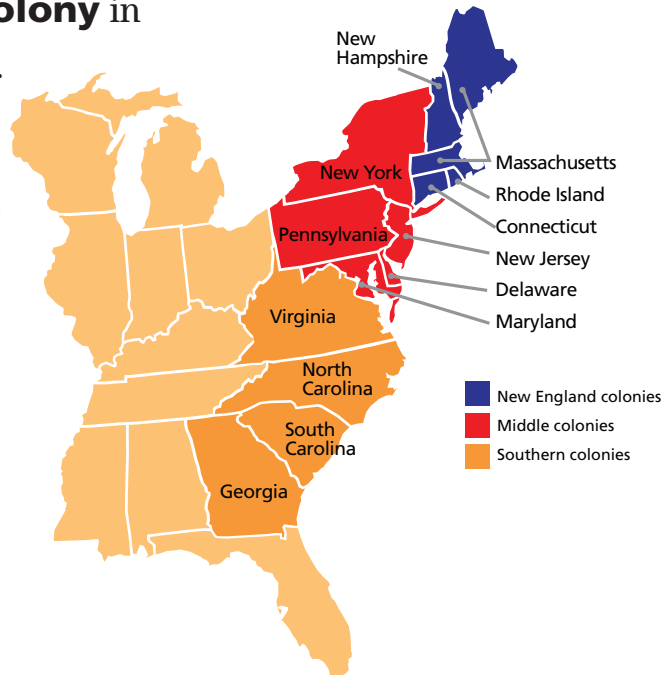 olony in
.
New
Hampshire
Massachusetts
New York
Rhode Island
Connecticut
Pennsylvania
New Jersey
Delaware
Virginia
Maryland
North
Carolina
New England colonies
Middle colonies
South
Carolina
Southern colonies
Georgia